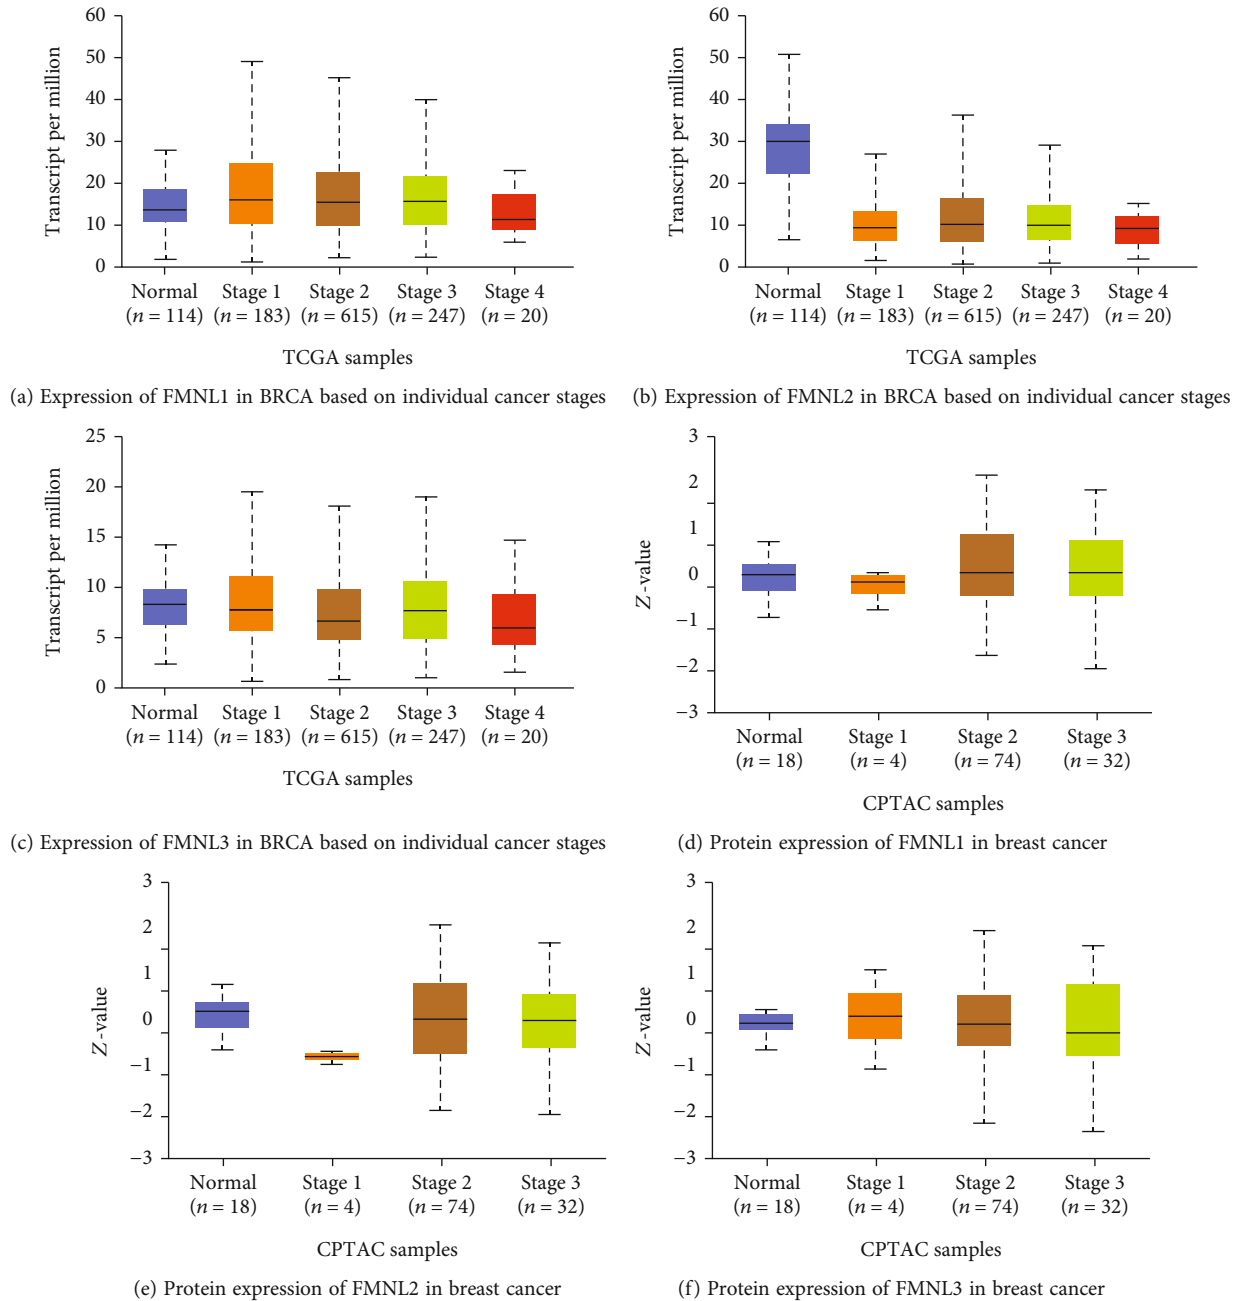 60
50
40
30
20
10
0
Transcript per million
Normal
(n = 114)
Stage 1
(n = 183)
Stage 2
(n = 615)
Stage 3
(n = 247)
Stage 4
(n = 20)
TCGA samples
(a) Expression of FMNL1 in BRCA based on individual cancer stages
60
50
40
30
20
10
0
Transcript per million
Normal
(n = 114)
Stage 1
(n = 183)
Stage 2
(n = 615)
Stage 3
(n = 247)
Stage 4
(n = 20)
TCGA samples
(b) Expression of FMNL2 in BRCA based on individual cancer stages
25
20
15
10
5
0
Transcript per million
Normal
(n = 114)
Stage 1
(n = 183)
Stage 2
(n = 615)
Stage 3
(n = 247)
Stage 4
(n = 20)
TCGA samples
(c) Expression of FMNL3 in BRCA based on individual cancer stages
3
2
1
0
−1
−2
−3
Z-value
Normal
(n = 18)
Stage 1
(n = 4)
Stage 2
(n = 74)
Stage 3
(n = 32)
CPTAC samples
(d) Protein expression of FMNL1 in breast cancer
3
2
1
0
−1
−2
−3
Z-value
Normal
(n = 18)
Stage 1
(n = 4)
Stage 2
(n = 74)
Stage 3
(n = 32)
CPTAC samples
(e) Protein expression of FMNL2 in breast cancer
3
2
1
0
−1
−2
−3
Z-value
Normal
(n = 18)
Stage 1
(n = 4)
Stage 2
(n = 74)
Stage 3
(n = 32)
CPTAC samples
(f) Protein expression of FMNL3 in breast cancer